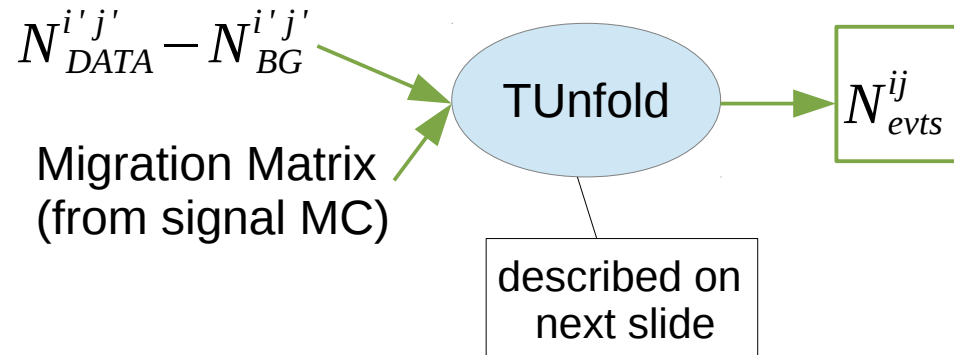 N^{i'j'}_{DATA} − N^{i'j'}_{BG}
TUnfold
N^{ij}_{evts}
Migration Matrix
(from signal MC)
described on
next slide